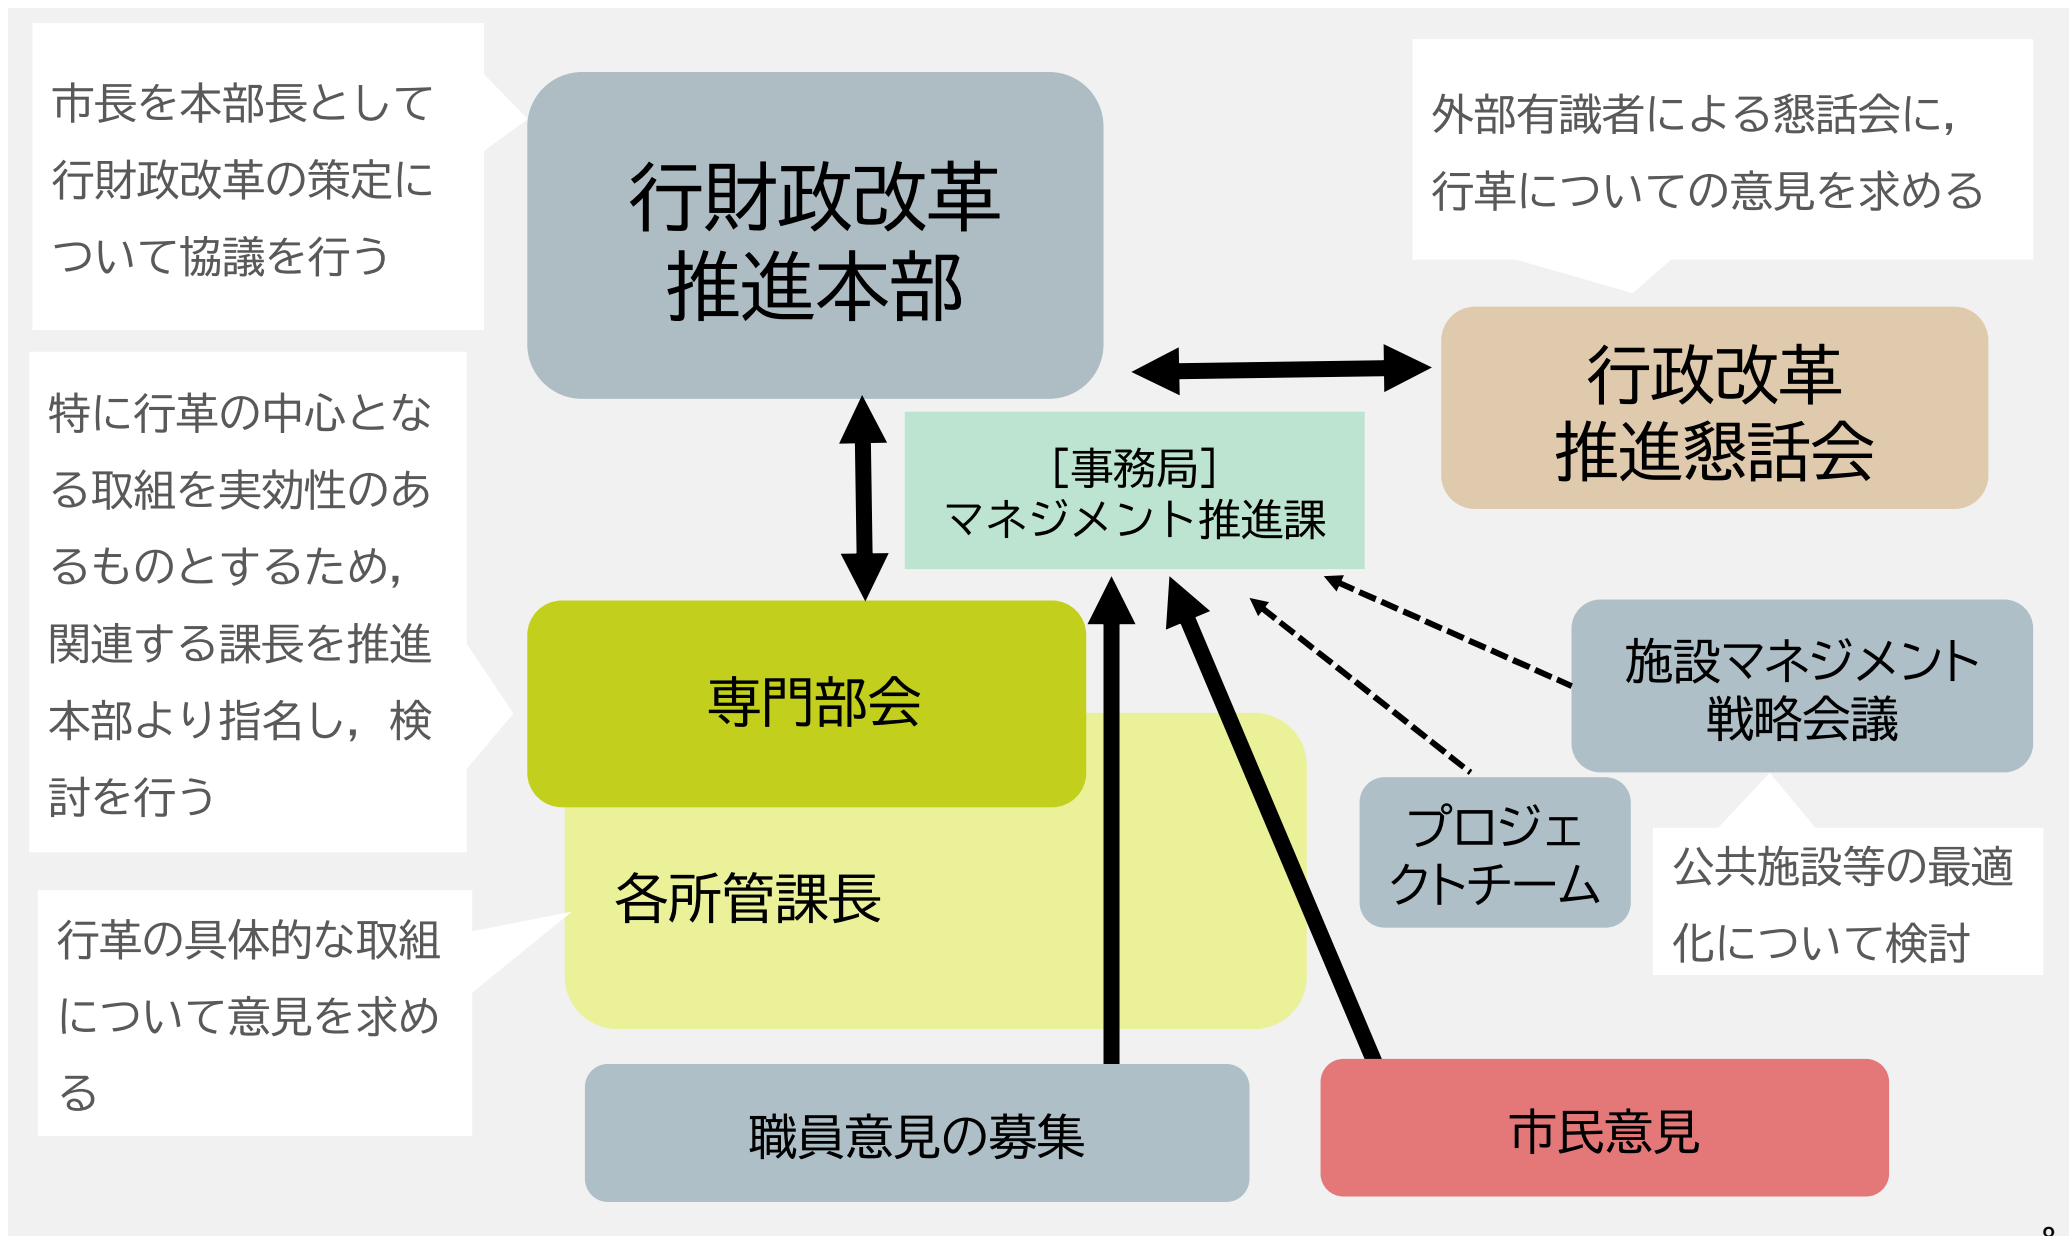 市長を本部長として
行財政改革の策定に
ついて協議を行う
行財政改革
推進本部
外部有識者による懇話会に，
行革についての意見を求める
行政改革
推進懇話会
［事務局］
マネジメント推進課
特に行革の中心とな
る取組を実効性のあ
るものとするため，
関連する課長を推進
本部より指名し，検
討を行う
専門部会
施設マネジメント
戦略会議
プロジェ
クトチーム
公共施設等の最適
化について検討
各所管課長
行革の具体的な取組
について意見を求め
る
職員意見の募集
市民意見
。